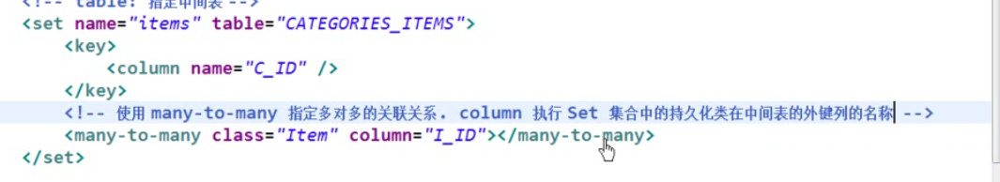 <!-- table: 指定中间表 -->
<set name="items" table="CATEGORIES_ITEMS">
<key>
<column name="C_ID" />
</key>
<!-- 使用 many-to-many 指定多对多的关联关系. column 执行 Set 集合中的持久化类在中间表的外键列的名称 -->
<many-to-many class="Item" column="I_ID"></many-to-many>
</set>